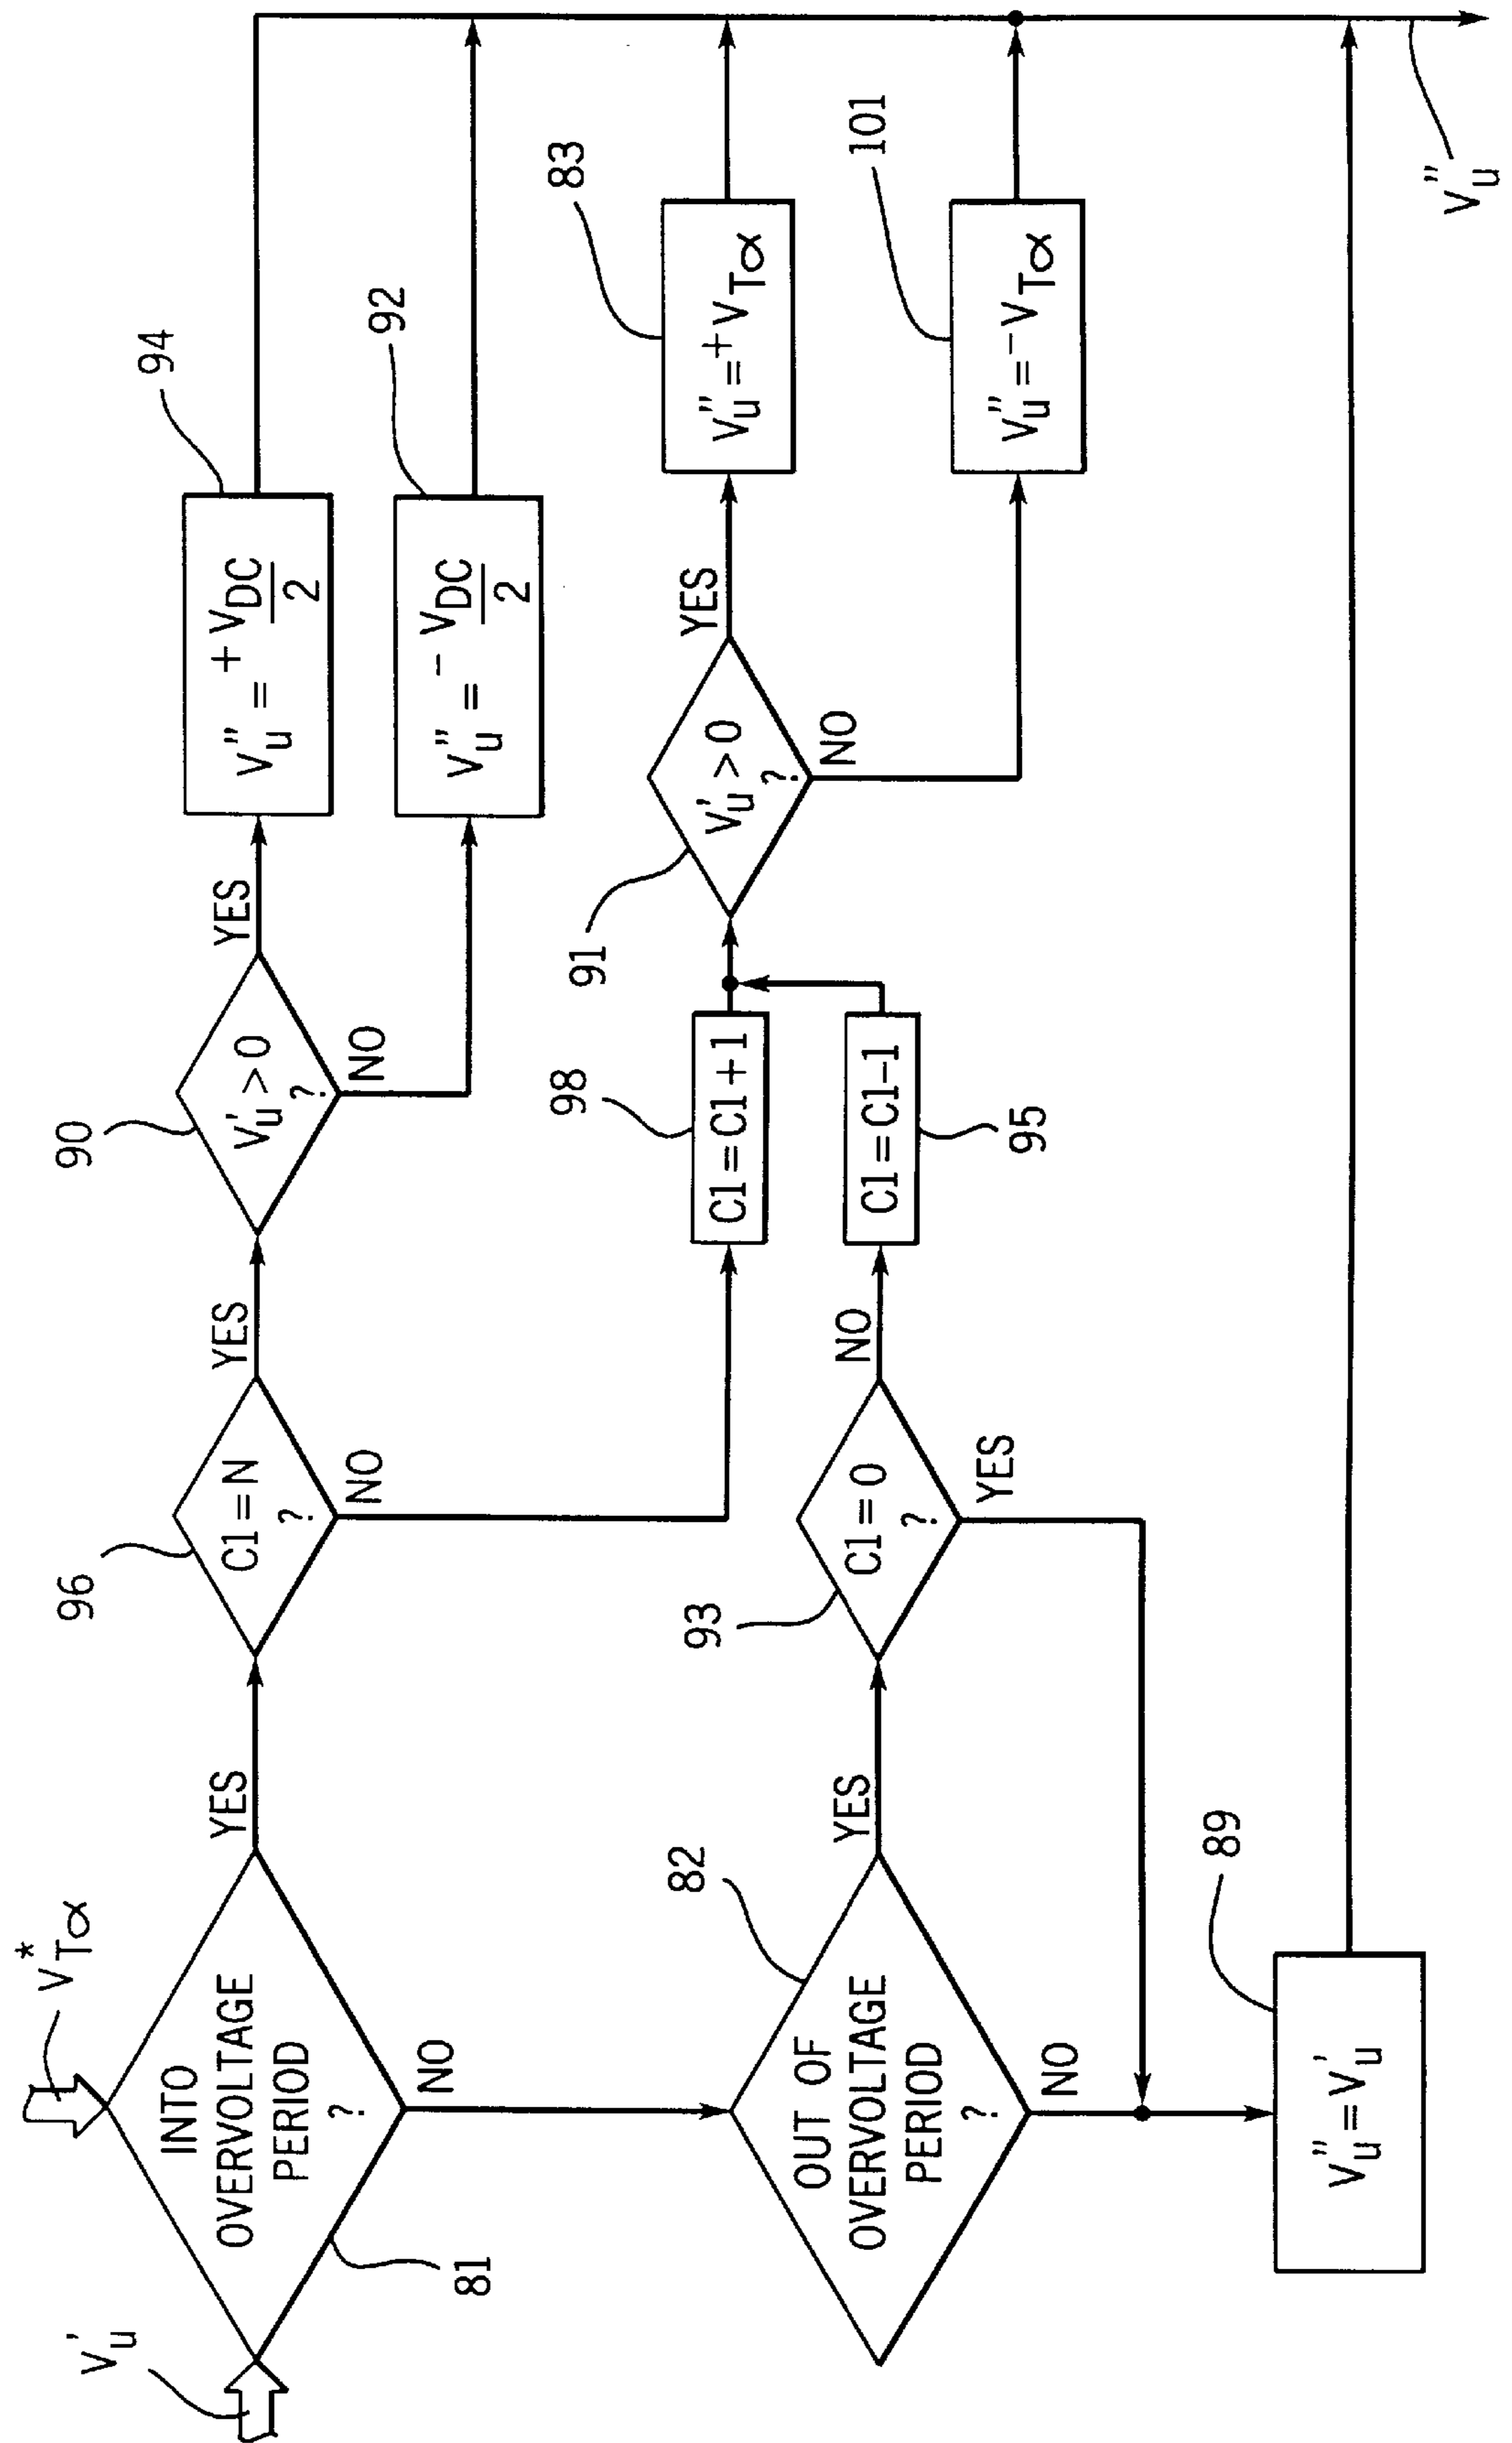 V*Tα
V'u
INTO
OVERVOLTAGE
PERIOD
?
81
YES
NO
96
C1=N
?
YES
NO
90
V'u > 0
?
YES
NO
94
V''u = + VDC
2
92
V''u = - VDC
2
82
OUT OF
OVERVOLTAGE
PERIOD
?
YES
NO
93
C1=0
?
NO
YES
98
C1=C1+1
C1=C1-1
95
91
V'u > 0
?
YES
NO
83
V''u = +VTα
101
V''u = -VTα
89
V''u = V'u
V''u